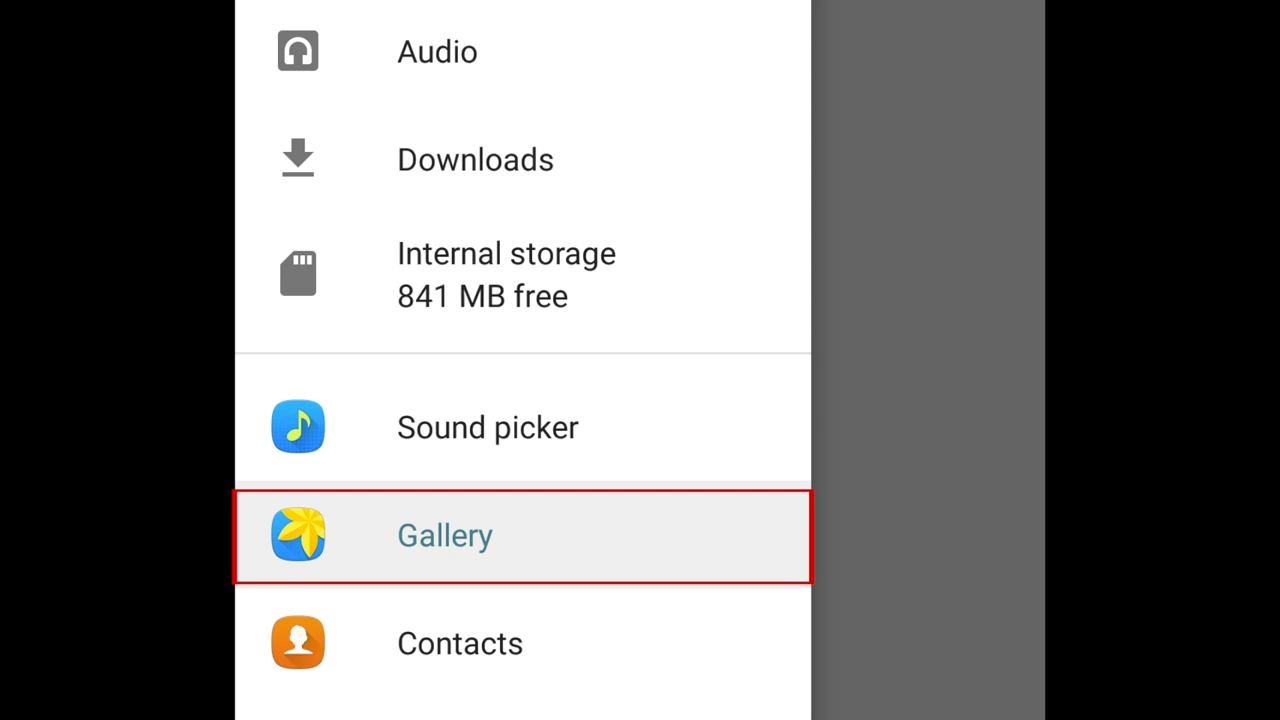 Audio
Downloads
Internal storage
841 MB free
Sound picker
Gallery
Contacts